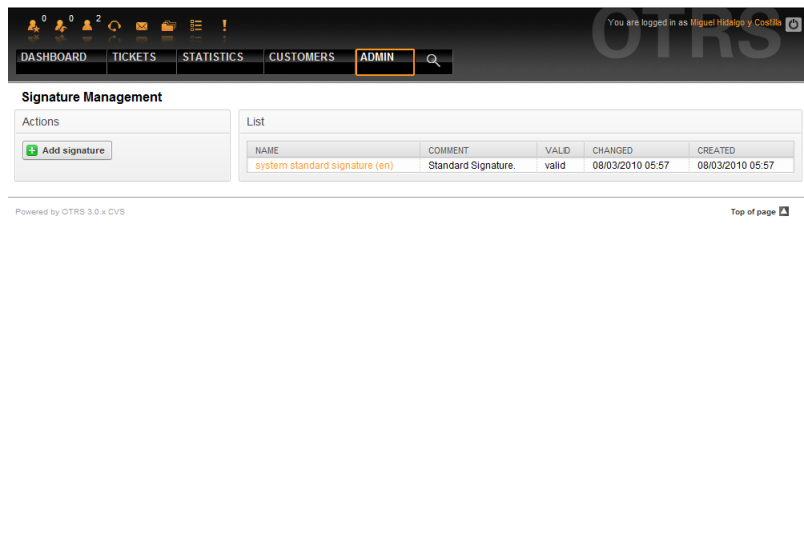 0 0 2
You are logged in as Miguel Hidalgo y Costilla
OTRS
DASHBOARD TICKETS STATISTICS CUSTOMERS ADMIN
Signature Management
Actions
Add signature
List
NAME COMMENT VALID CHANGED CREATED
system standard signature (en) Standard Signature. valid 08/03/2010 05:57 08/03/2010 05:57
Powered by OTRS 3.0.x CVS
Top of page